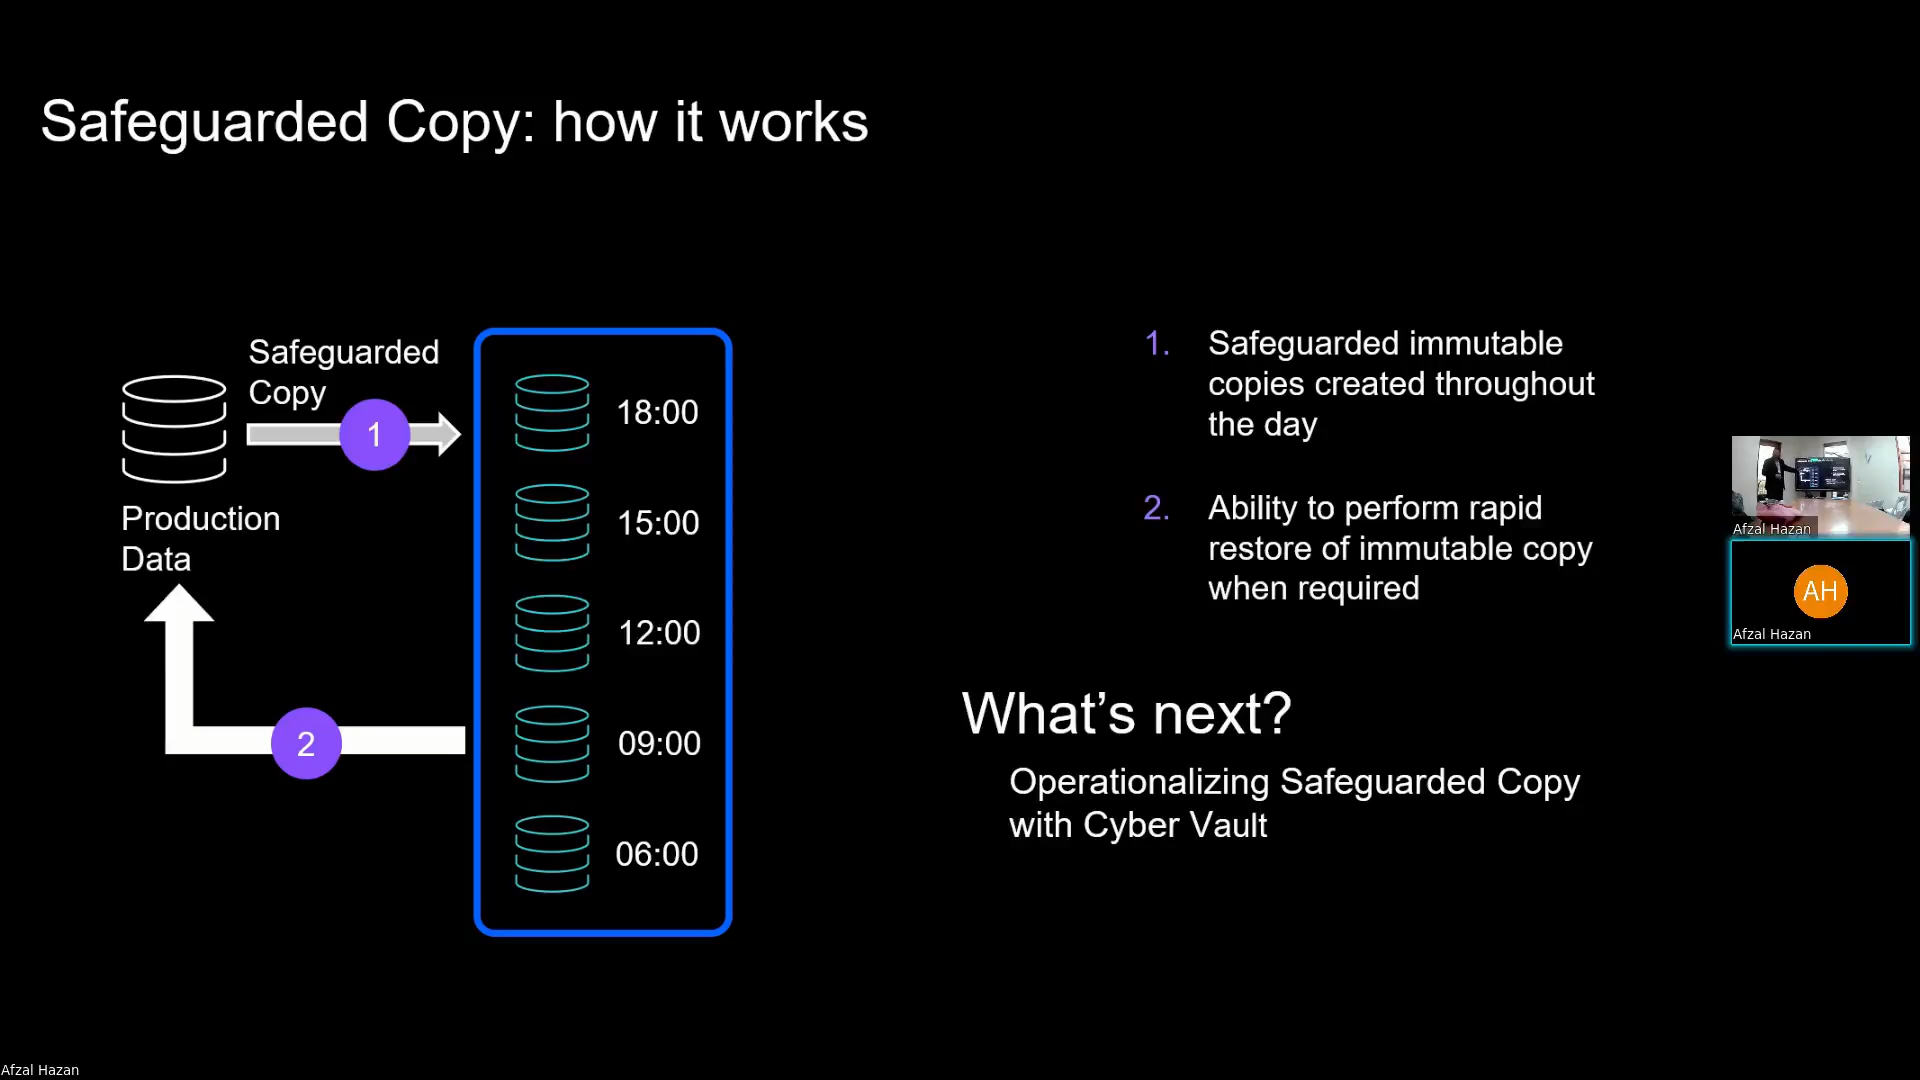 Safeguarded Copy: how it works
Safeguarded
Copy
1
Production
Data
2
18:00
15:00
12:00
09:00
06:00
1. Safeguarded immutable
copies created throughout
the day
2. Ability to perform rapid
restore of immutable copy
when required
What’s next?
Operationalizing Safeguarded Copy
with Cyber Vault
Afzal Hazan
AH
Afzal Hazan
Afzal Hazan